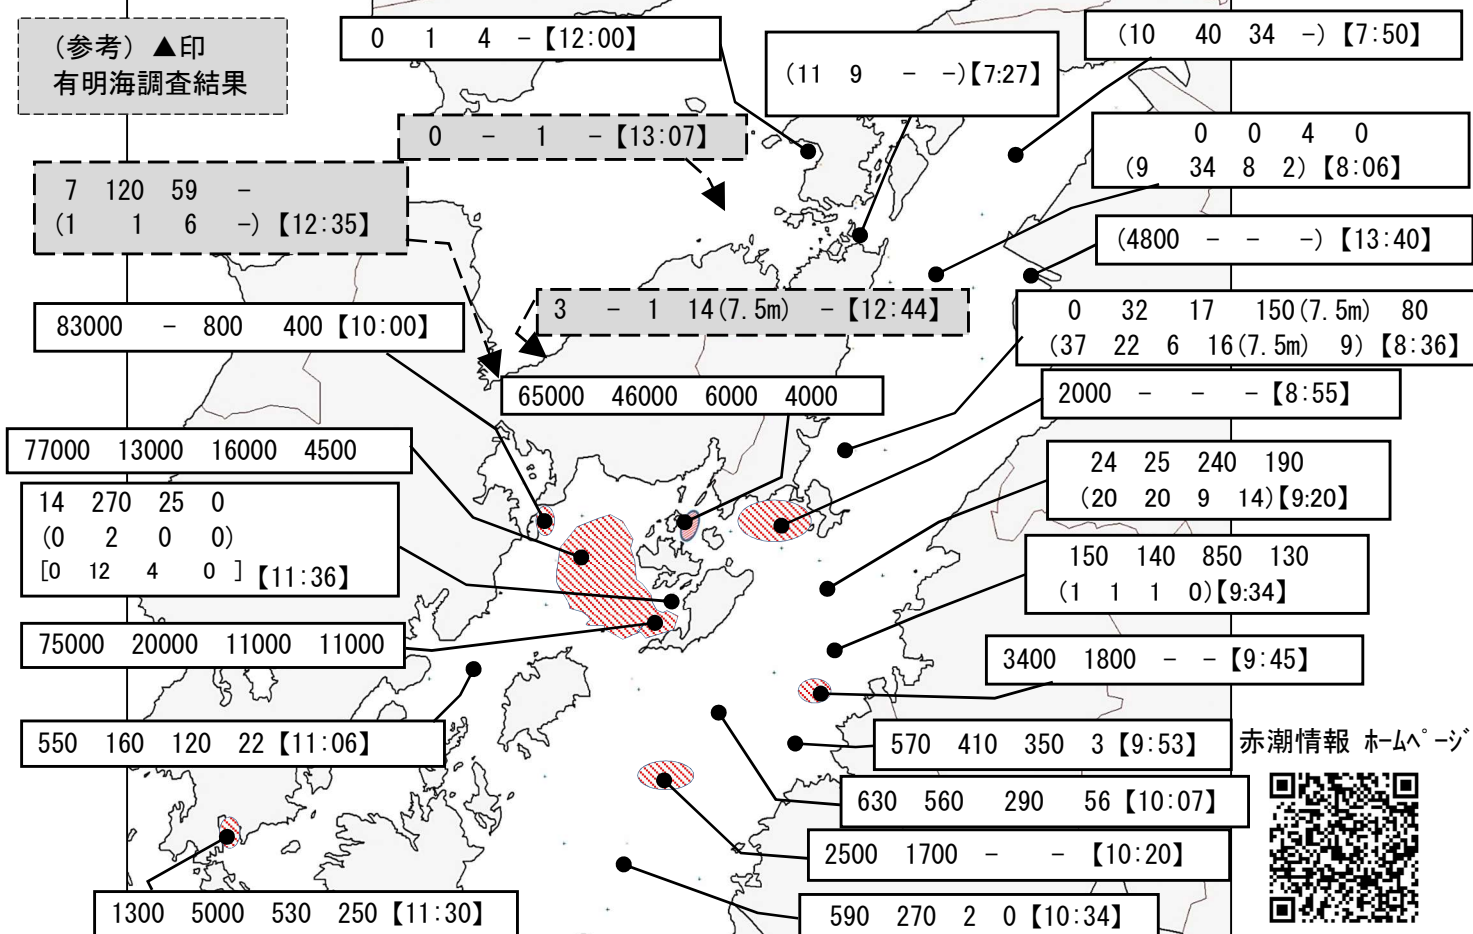 (参考) ▲印
有明海調査結果
0 1 4 -【12:00】
(11 9 - -)【7:27】
(10 40 34 -)【7:50】
0 - 1 -【13:07】
0 0 4 0
(9 34 8 2)【8:06】
7 120 59 -
(1 1 6 -)【12:35】
(4800 - - -)【13:40】
83000 - 800 400【10:00】
3 - 1 14(7.5m) -【12:44】
0 32 17 150(7.5m) 80
(37 22 6 16(7.5m) 9)【8:36】
65000 46000 6000 4000
2000 - - -【8:55】
77000 13000 16000 4500
24 25 240 190
(20 20 9 14)【9:20】
14 270 25 0
(0 2 0 0)
[0 12 4 0 ]【11:36】
150 140 850 130
(1 1 1 0)【9:34】
75000 20000 11000 11000
3400 1800 - -【9:45】
550 160 120 22【11:06】
570 410 350 3【9:53】
赤潮情報 ﾎｰﾑﾍﾟｰｼﾞ
630 560 290 56【10:07】
2500 1700 - -【10:20】
1300 5000 530 250【11:30】
590 270 2 0【10:34】